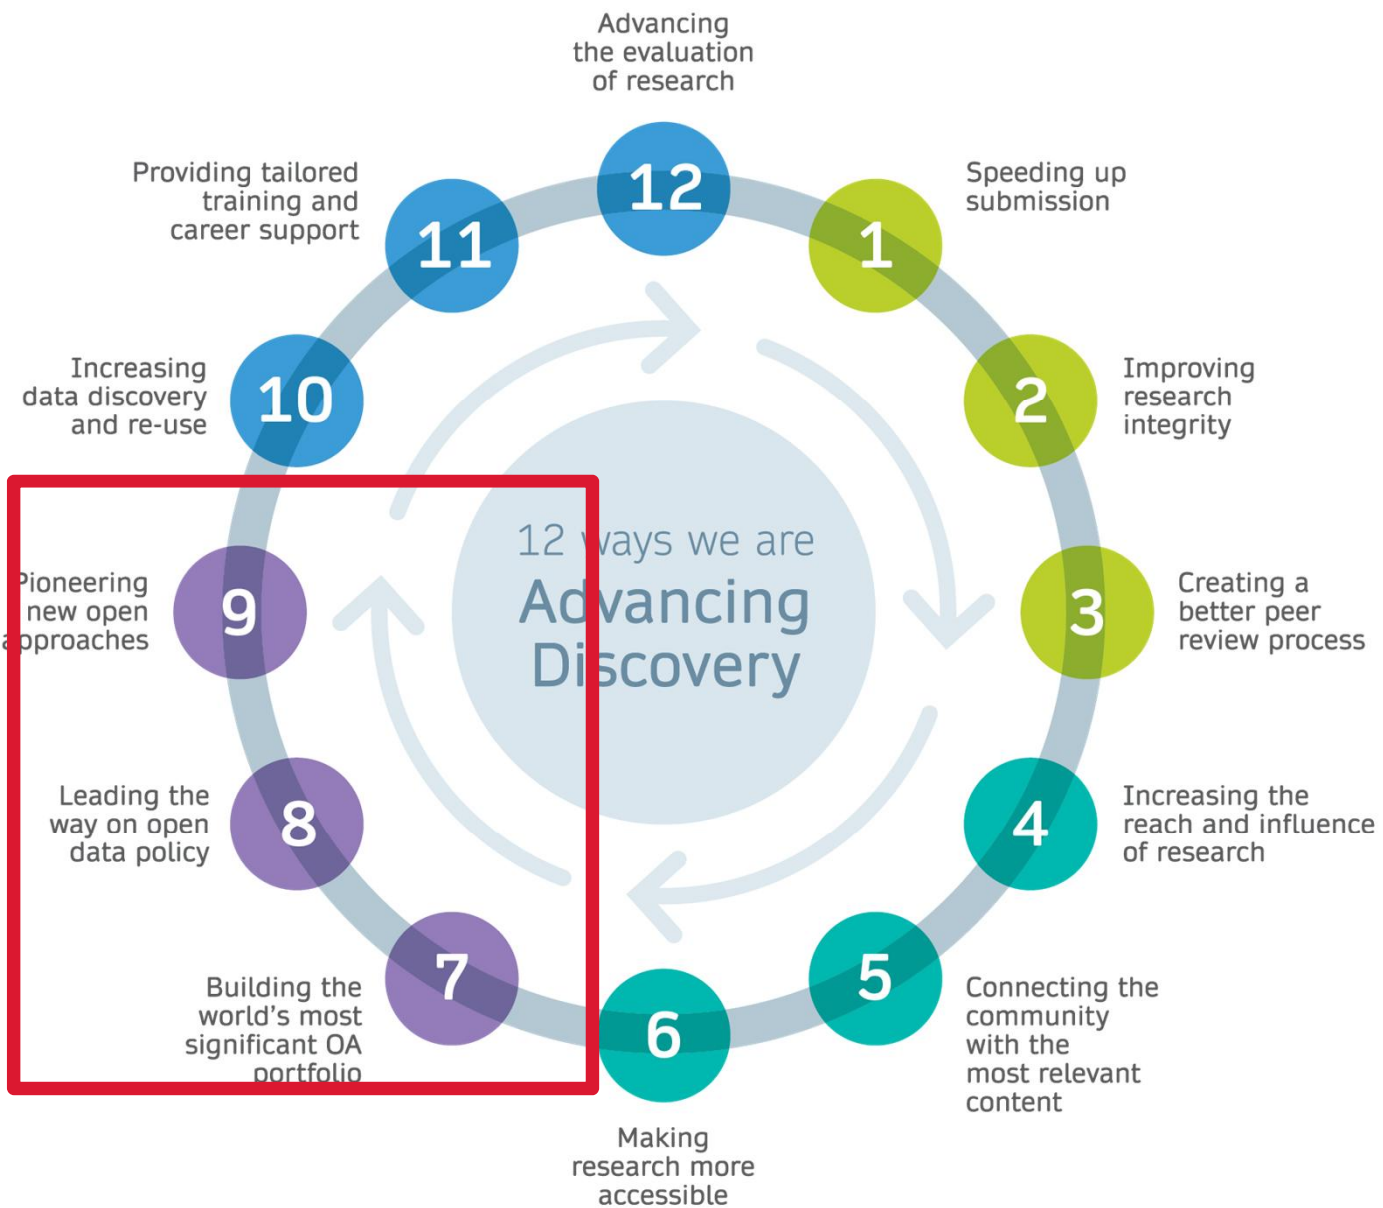 Advancing
the evaluation
of research
12
Providing tailored
training and
career support
11
Speeding up
submission
1
Increasing
data discovery
and re-use
10
Improving
research
integrity
2
12 ways we are
Advancing
Discovery
Pioneering
new open
approaches
9
Creating a
better peer
review process
3
Leading the
way on open
data policy
8
Increasing the
reach and influence
of research
4
Building the
world's most
significant OA
portfolio
7
Connecting the
community
with the
most relevant
content
5
6
Making
research more
accessible